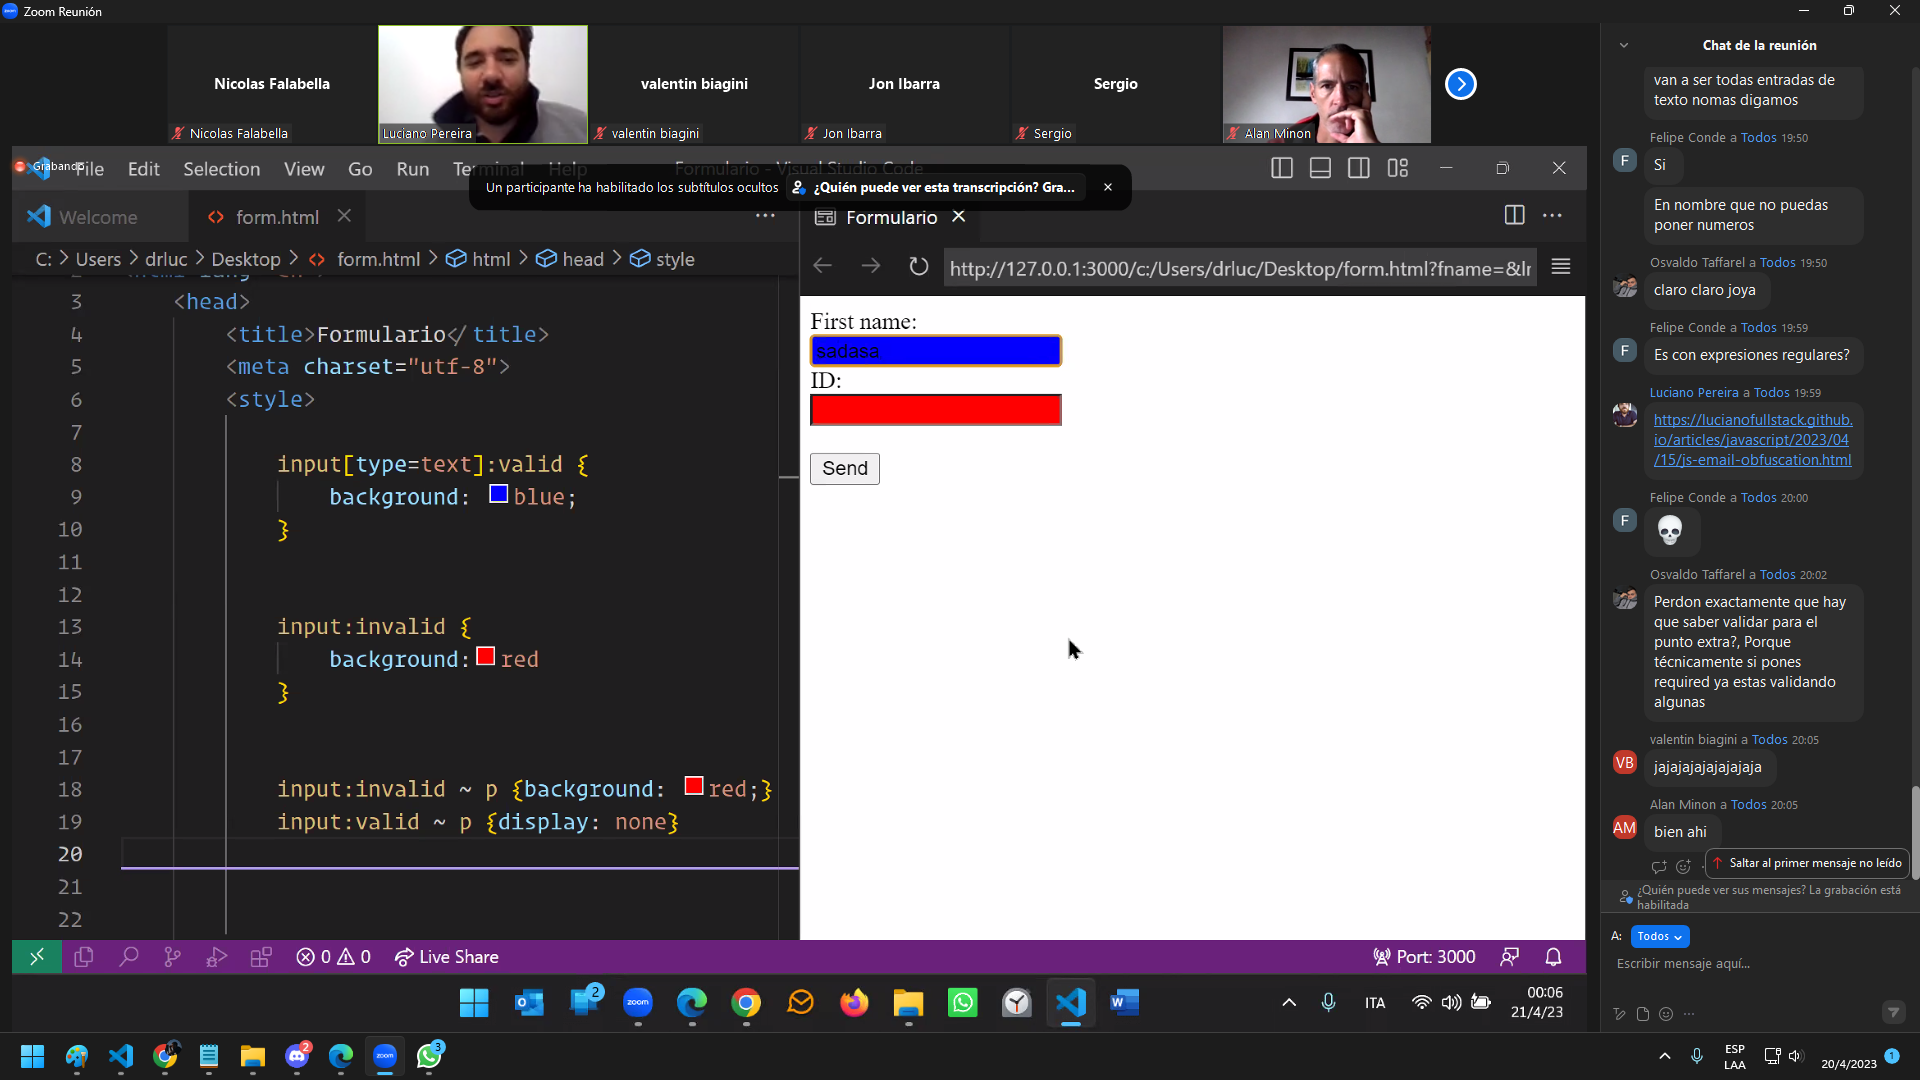 Zoom Reunión
Nicolas Falabella
valentin biagini
Jon Ibarra
Sergio
Nicolas Falabella
Luciano Pereira
valentin biagini
Jon Ibarra
Sergio
Alan Minon
Grabando
File Edit Selection View Go Run Terminal Help
Formulario - Visual Studio Code
Un participante ha habilitado los subtítulos ocultos
¿Quién puede ver esta transcripción? Gra...
Welcome
form.html
Formulario
C: > Users > drluc > Desktop > form.html > html > head > style
http://127.0.0.1:3000/c:/Users/drluc/Desktop/form.html?fname=&lr
3 <head>
4 <title>Formulario</title>
5 <meta charset="utf-8">
6 <style>
7
8 input[type=text]:valid {
9 background: blue;
10 }
11
12
13 input:invalid {
14 background: red
15 }
16
17
18 input:invalid ~ p {background: red;}
19 input:valid ~ p {display: none}
20
21
22
First name:
sadasa
ID:
Send
0 0
Live Share
Port: 3000
2
zoom
ITA
00:06
21/4/23
Chat de la reunión
van a ser todas entradas de
texto nomas digamos
Felipe Conde a Todos 19:50
F
Si
En nombre que no puedas
poner numeros
Osvaldo Taffarel a Todos 19:50
claro claro joya
Felipe Conde a Todos 19:59
F
Es con expresiones regulares?
Luciano Pereira a Todos 19:59
https://lucianofullstack.github.
io/articles/javascript/2023/04
/15/js-email-obfuscation.html
Felipe Conde a Todos 20:00
F
Osvaldo Taffarel a Todos 20:02
Perdon exactamente que hay
que saber validar para el
punto extra?, Porque
técnicamente si pones
required ya estas validando
algunas
valentin biagini a Todos 20:05
VB
jajajajajajajajaja
Alan Minon a Todos 20:05
AM
bien ahi
Saltar al primer mensaje no leído
¿Quién puede ver sus mensajes? La grabación está
habilitada
A: Todos
Escribir mensaje aquí...
2
zoom
3
ESP
LAA
20/4/2023
1